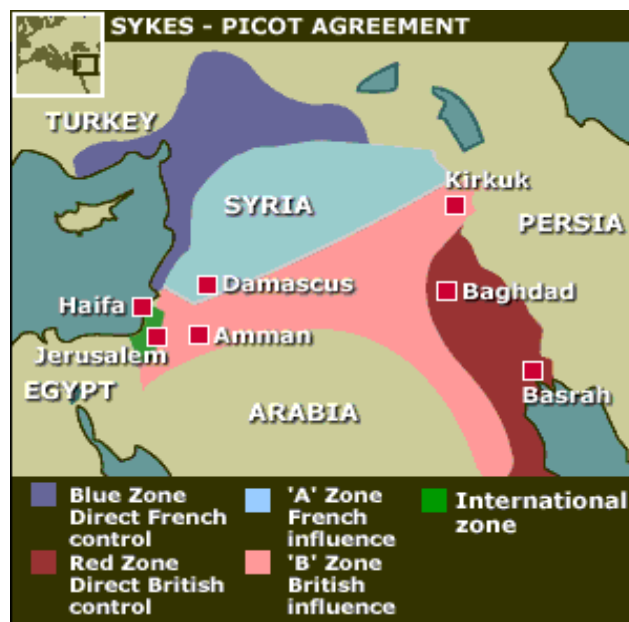 SYKES - PICOT AGREEMENT
TURKEY
Kirkuk
SYRIA
PERSIA
Damascus
Baghdad
Haifa
Amman
Jerusalem
EGYPT
Basrah
ARABIA
Blue Zone
Direct French
control
'A' Zone
French
influence
International
zone
Red Zone
Direct British
control
'B' Zone
British
influence